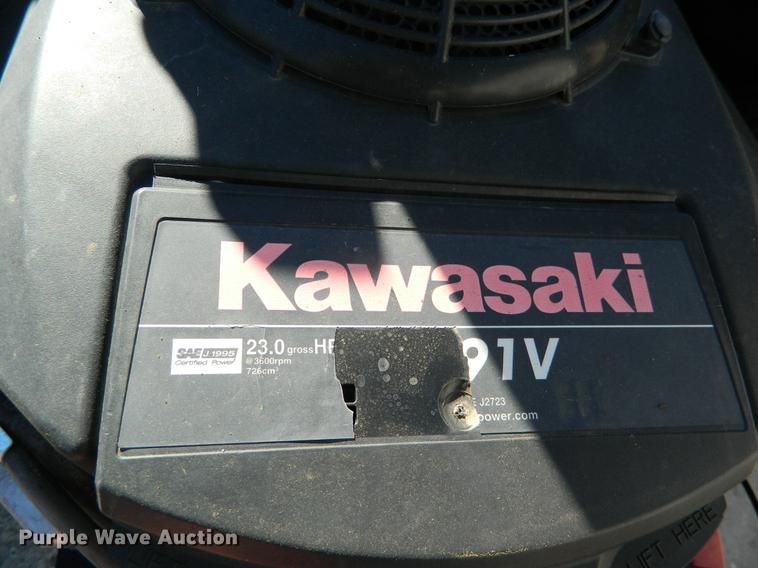 Kawasaki
SAE J1995
Certified Power
23.0 gross HP
@ 3600rpm
726cm³
91V
E J2723
power.com
LIFT HERE
Purple Wave Auction